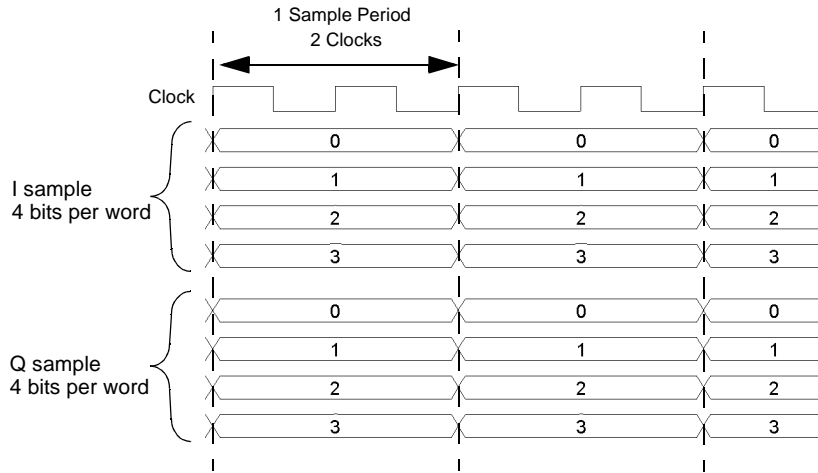 1 Sample Period
2 Clocks
Clock
I sample
4 bits per word
0 0 0
1 1 1
2 2 2
3 3 3
Q sample
4 bits per word
0 0 0
1 1 1
2 2 2
3 3 3